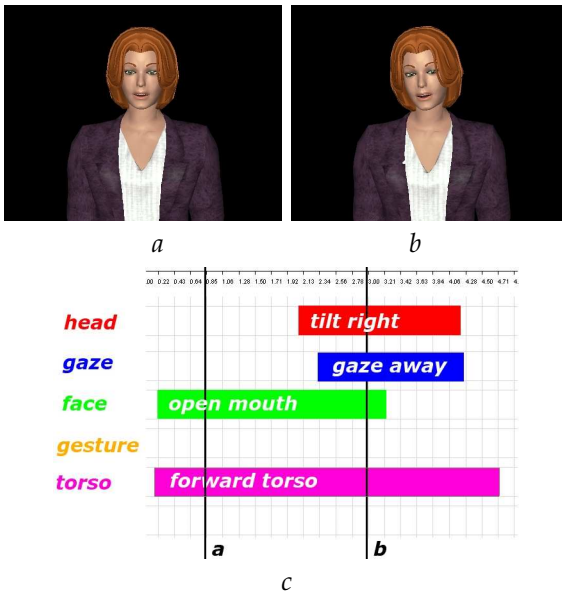 a b
.00 0.22 0.43 0.64 0.85 1.06 1.28 1.50 1.71 1.92 2.13 2.34 2.56 2.78 3.00 3.21 3.42 3.63 3.84 4.06 4.28 4.50 4.71 4.
head tilt right
gaze gaze away
face open mouth
gesture
torso forward torso
a b
c